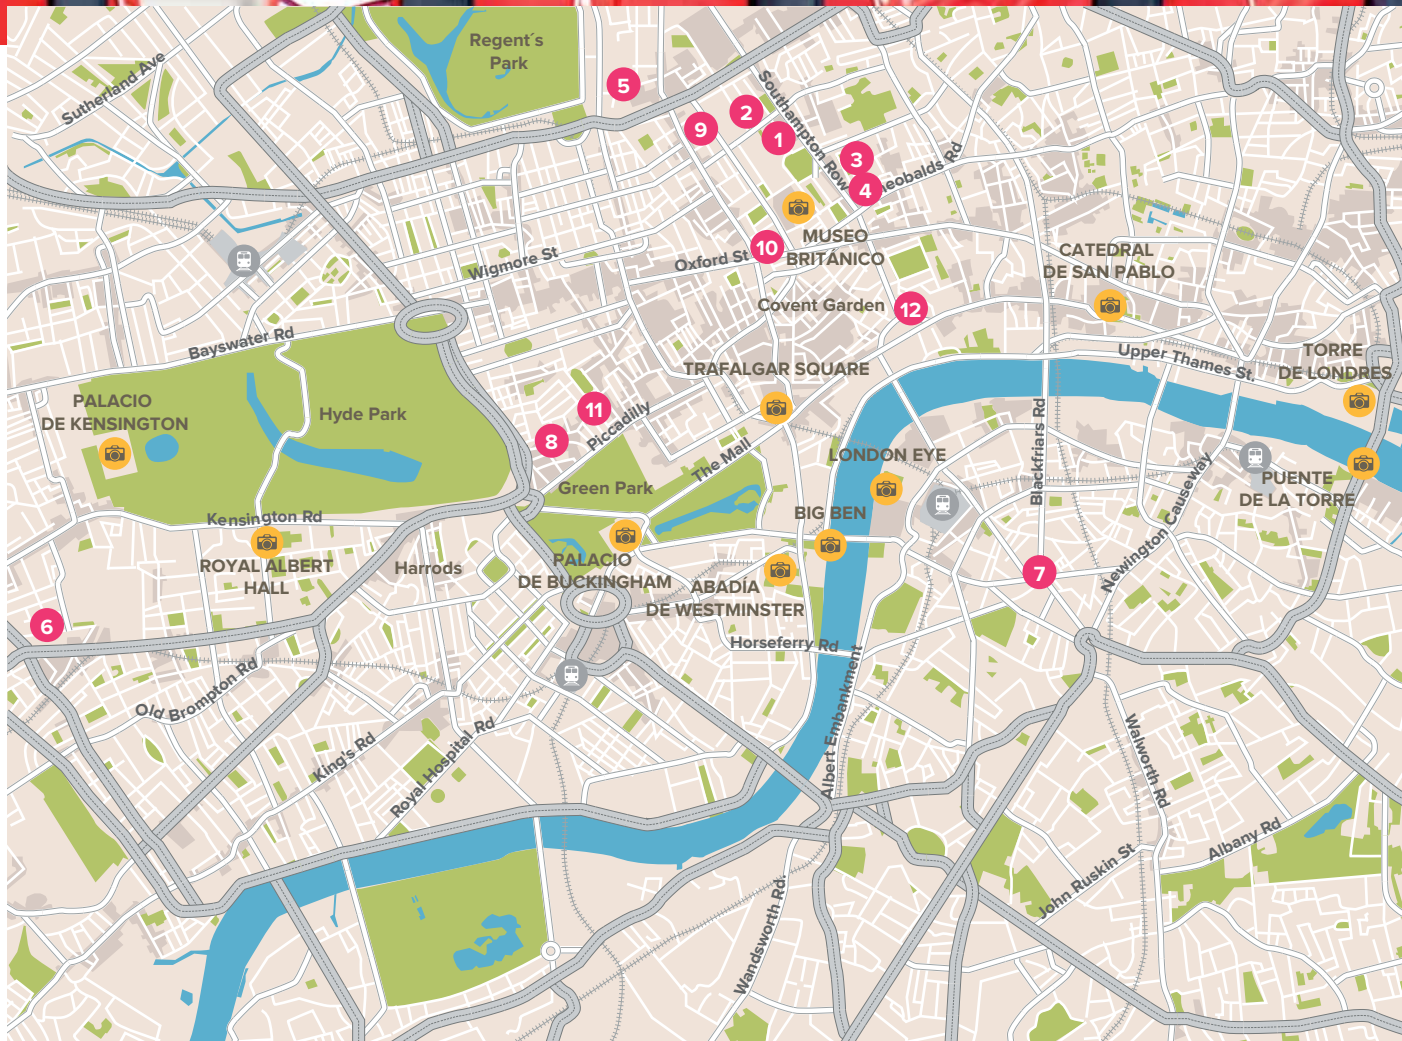 Regent´s
Park
Sutherland Ave
5
2
9
1
Southampton Row
3
4
eobalds Rd
MUSEO
BRITÁNICO
10
Oxford St
Wigmore St
CATEDRAL
DE SAN PABLO
Covent Garden
12
Bayswater Rd
TRAFALGAR SQUARE
Upper Thames St.
TORRE
DE LONDRES
PALACIO
DE KENSINGTON
Hyde Park
11
8
Piccadilly
The Mall
LONDON EYE
Blackfriars Rd
Green Park
PUENTE
DE LA TORRE
BIG BEN
Kensington Rd
ROYAL ALBERT
HALL
Harrods
PALACIO
DE BUCKINGHAM
ABADÍA
DE WESTMINSTER
7
Newington Causeway
6
Horseferry Rd
Old Brompton Rd
Albert Embankment
King's Rd
Royal Hospital Rd
Walworth Rd
Albany Rd
John Ruskin St
Wandsworth Rd